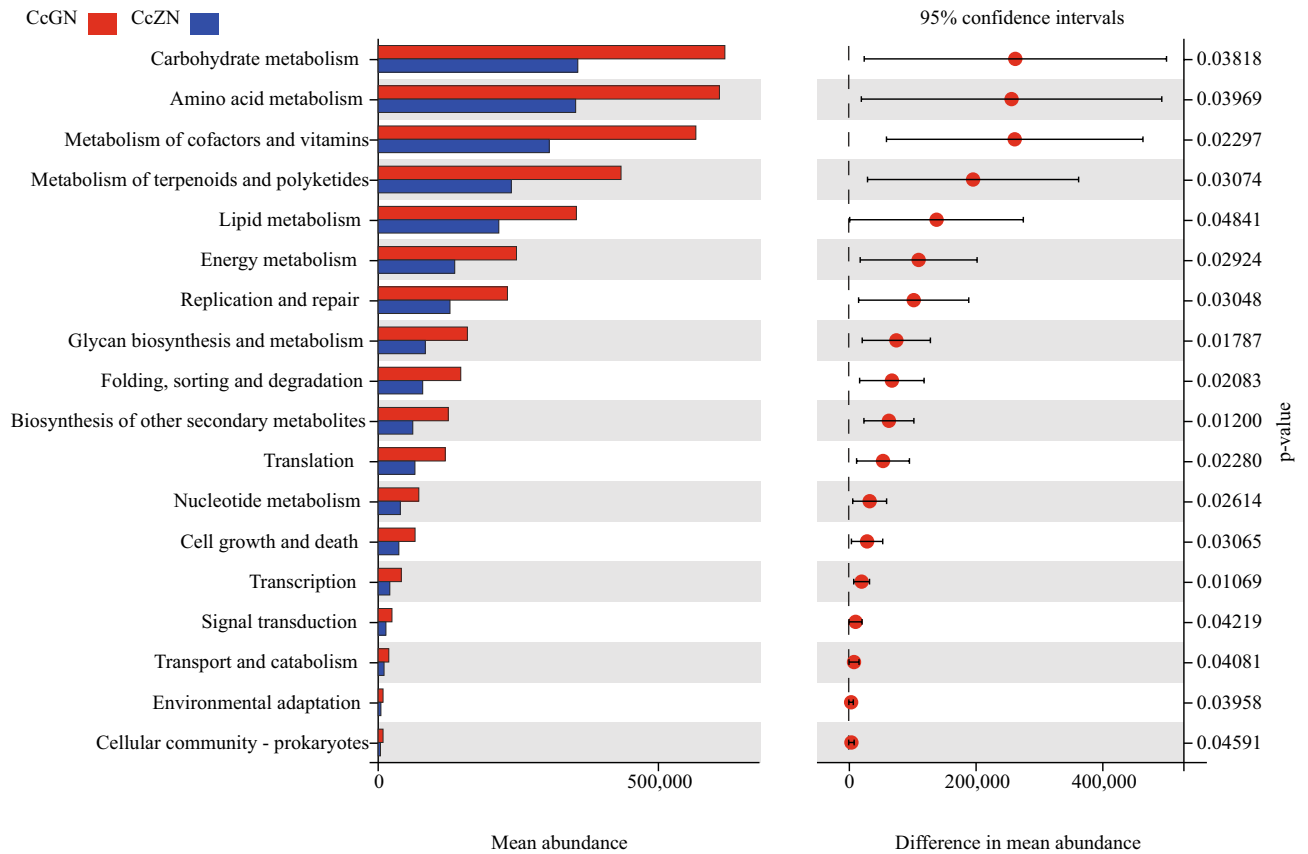 CcGN
CcZN
95% confidence intervals
Carbohydrate metabolism
0.03818
Amino acid metabolism
0.03969
Metabolism of cofactors and vitamins
0.02297
Metabolism of terpenoids and polyketides
0.03074
Lipid metabolism
0.04841
Energy metabolism
0.02924
Replication and repair
0.03048
Glycan biosynthesis and metabolism
0.01787
Folding, sorting and degradation
0.02083
Biosynthesis of other secondary metabolites
0.01200
Translation
0.02280
Nucleotide metabolism
0.02614
Cell growth and death
0.03065
Transcription
0.01069
Signal transduction
0.04219
Transport and catabolism
0.04081
Environmental adaptation
0.03958
Cellular community - prokaryotes
0.04591
p-value
0
500,000
0
200,000
400,000
Mean abundance
Difference in mean abundance